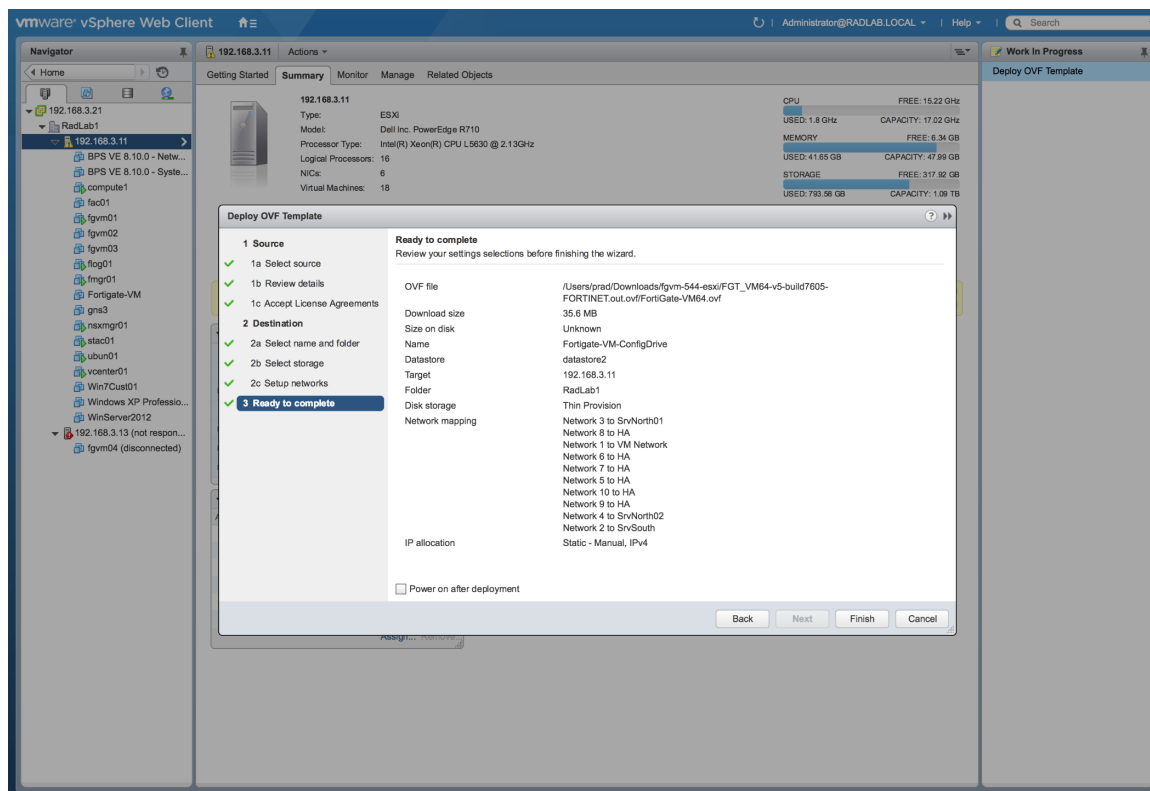 vmware® vSphere Web Client
Administrator@RADLAB.LOCAL
Help
Search
Navigator
Home
192.168.3.21
RadLab1
192.168.3.11
BPS VE 8.10.0 - Netw...
BPS VE 8.10.0 - Syste...
compute1
fac01
fgvm01
fgvm02
fgvm03
flog01
fmgr01
Fortigate-VM
gns3
nsxmgr01
stac01
ubun01
vcenter01
Win7Cust01
Windows XP Professio...
WinServer2012
192.168.3.13 (not respon...
fgvm04 (disconnected)
192.168.3.11 Actions
Getting Started Summary Monitor Manage Related Objects
192.168.3.11
Type: ESXi
Model: Dell Inc. PowerEdge R710
Processor Type: Intel(R) Xeon(R) CPU L5630 @ 2.13GHz
Logical Processors: 16
NICs: 6
Virtual Machines: 18
CPU FREE: 15.22 GHz
USED: 1.8 GHz CAPACITY: 17.02 GHz
MEMORY FREE: 6.34 GB
USED: 41.65 GB CAPACITY: 47.99 GB
STORAGE FREE: 317.92 GB
USED: 793.58 GB CAPACITY: 1.09 TB
Deploy OVF Template
1 Source
1a Select source
1b Review details
1c Accept License Agreements
2 Destination
2a Select name and folder
2b Select storage
2c Setup networks
3 Ready to complete
Ready to complete
Review your settings selections before finishing the wizard.
OVF file /Users/prad/Downloads/fgvm-544-esxi/FGT_VM64-v5-build7605-
FORTINET.out.ovf/FortiGate-VM64.ovf
Download size 35.6 MB
Size on disk Unknown
Name Fortigate-VM-ConfigDrive
Datastore datastore2
Target 192.168.3.11
Folder RadLab1
Disk storage Thin Provision
Network mapping Network 3 to SrvNorth01
Network 8 to HA
Network 1 to VM Network
Network 6 to HA
Network 7 to HA
Network 5 to HA
Network 10 to HA
Network 9 to HA
Network 4 to SrvNorth02
Network 2 to SrvSouth
IP allocation Static - Manual, IPv4
Power on after deployment
Back Next Finish Cancel
Assign... Remove...
Work In Progress
Deploy OVF Template